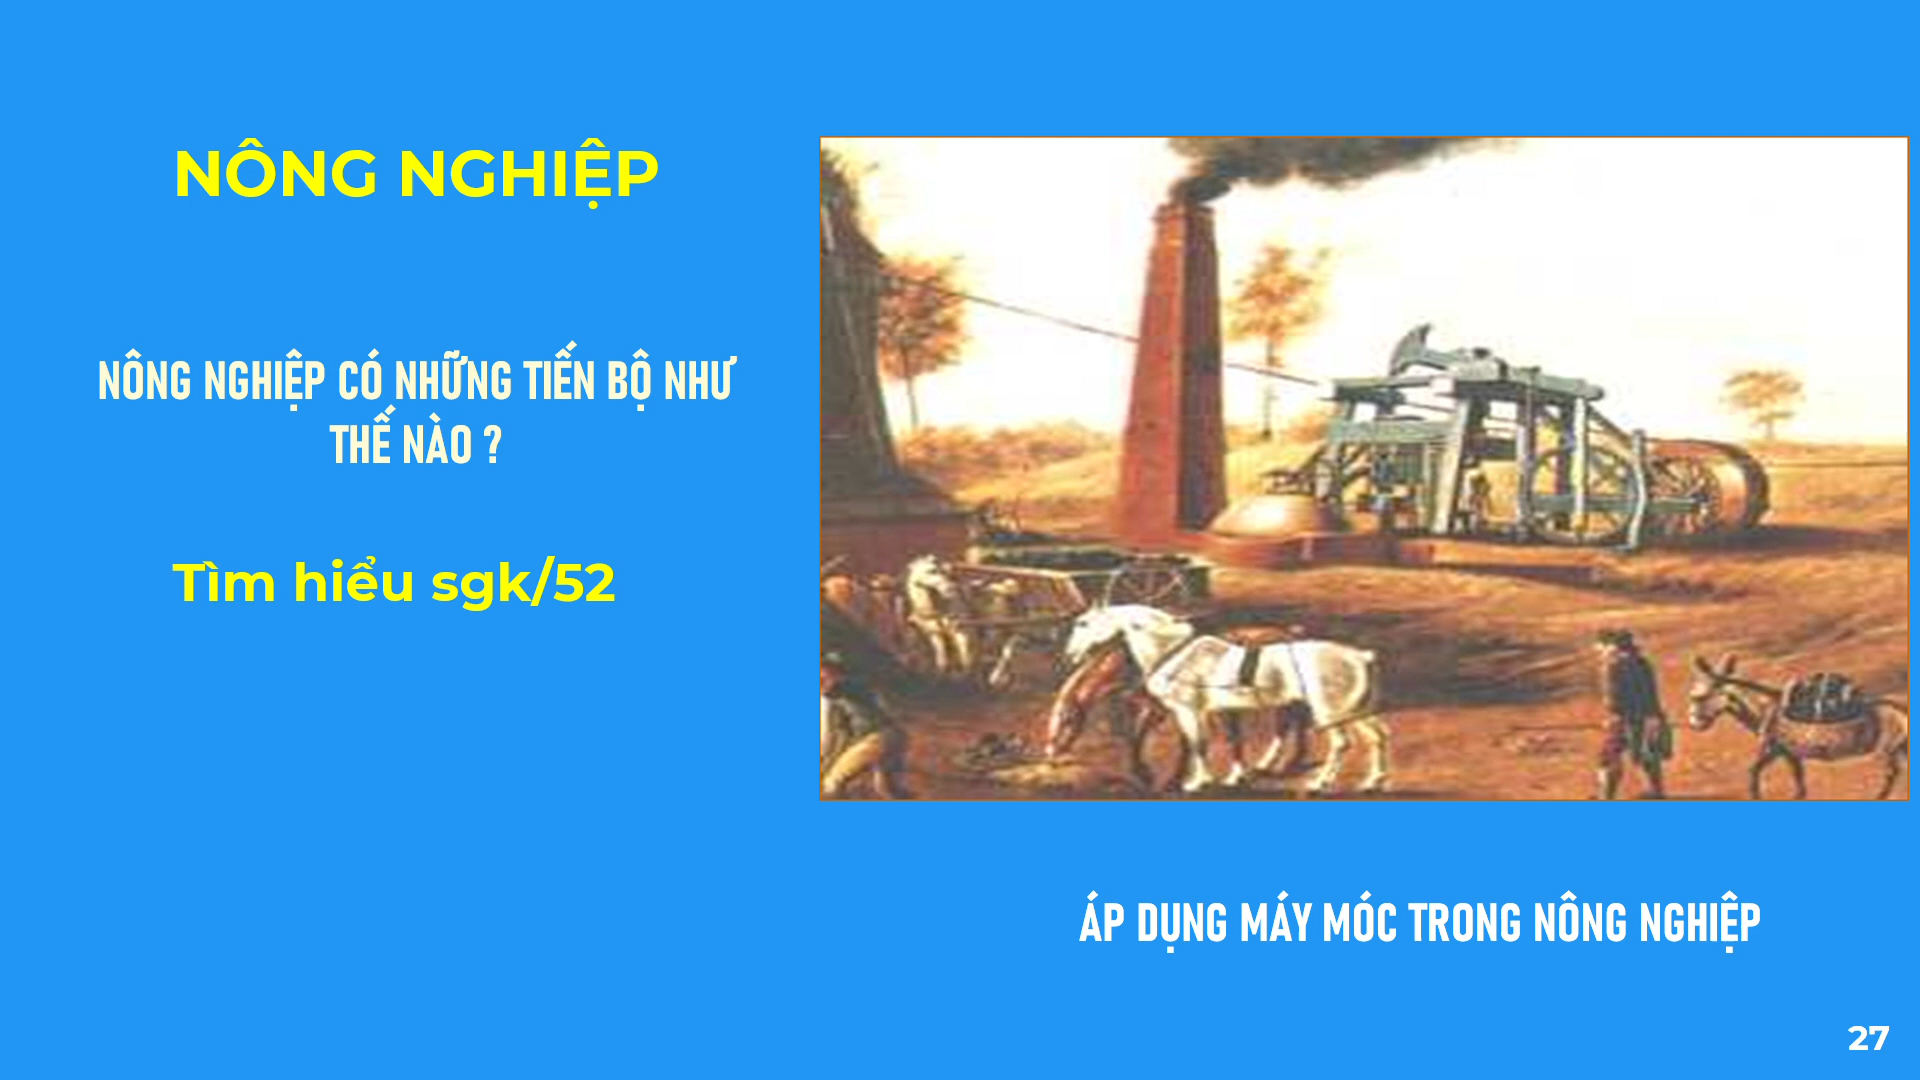 NÔNG NGHIỆP
NÔNG NGHIỆP CÓ NHỮNG TIẾN BỘ NHƯ
THẾ NÀO ?
Tìm hiểu sgk/52
ÁP DỤNG MÁY MÓC TRONG NÔNG NGHIỆP
27